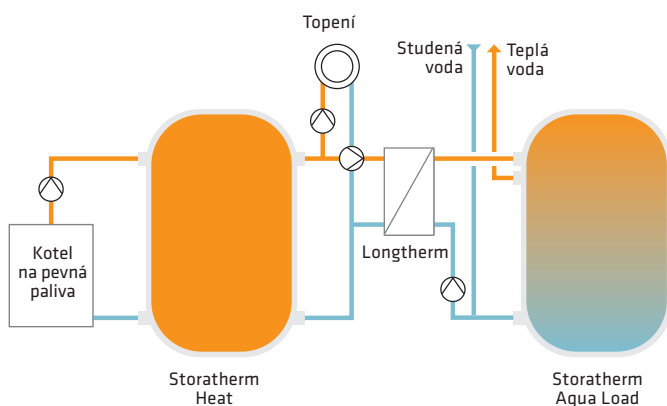 Topení
Studená
voda
Teplá
voda
Kotel
na pevná
paliva
Longtherm
Storatherm
Heat
Storatherm
Aqua Load